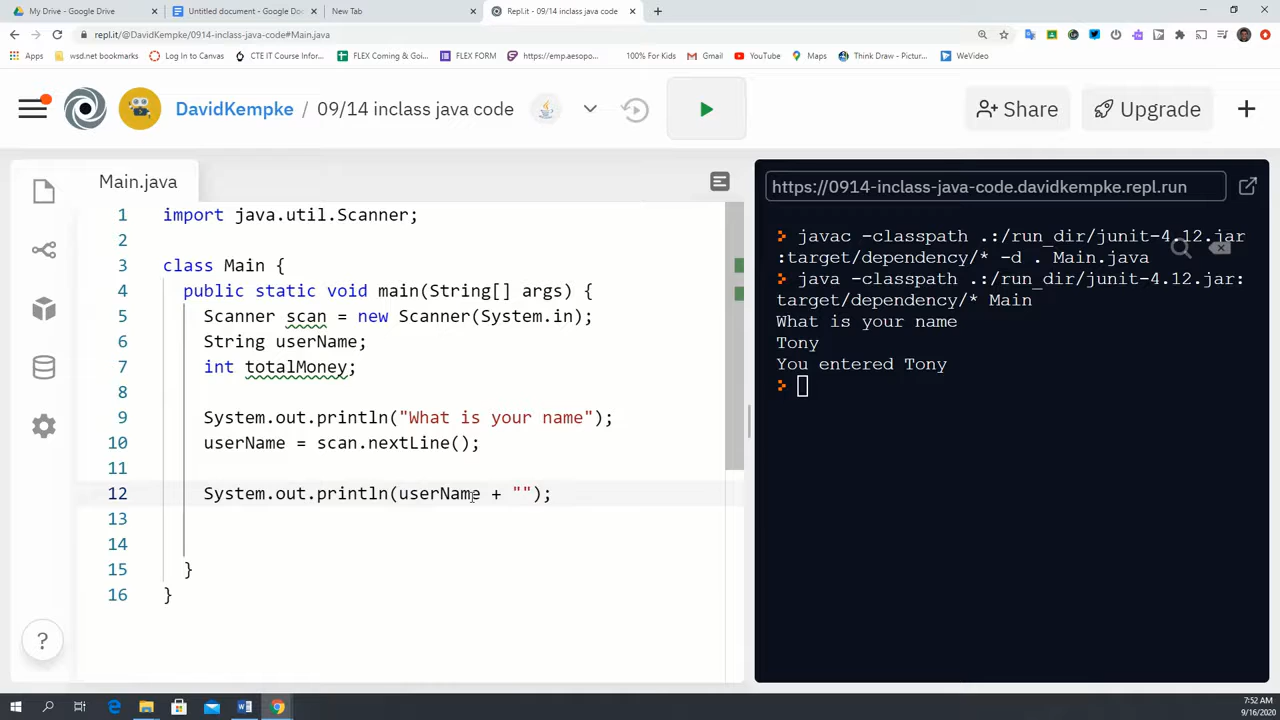 My Drive - Google Drive
Untitled document - Google Doc
New Tab
Repl.it - 09/14 inclass java code
repl.it/@DavidKempke/0914-inclass-java-code#Main.java
Apps
wsd.net bookmarks
Log In to Canvas
CTE IT Course Infor...
FLEX Coming & Goi...
FLEX FORM
https://emp.aesopo...
100% For Kids
Gmail
YouTube
Maps
Think Draw - Pictur...
WeVideo
DavidKempke / 09/14 inclass java code
Share
Upgrade
Main.java
1 import java.util.Scanner;
2
3 class Main {
4 public static void main(String[] args) {
5 Scanner scan = new Scanner(System.in);
6 String userName;
7 int totalMoney;
8
9 System.out.println("What is your name");
10 userName = scan.nextLine();
11
12 System.out.println(userName + "");
13
14
15 }
16 }
?
https://0914-inclass-java-code.davidkempke.repl.run
javac -classpath .:/run_dir/junit-4.12.jar
:target/dependency/* -d . Main.java
java -classpath .:/run_dir/junit-4.12.jar:
target/dependency/* Main
What is your name
Tony
You entered Tony
7:52 AM
9/16/2020